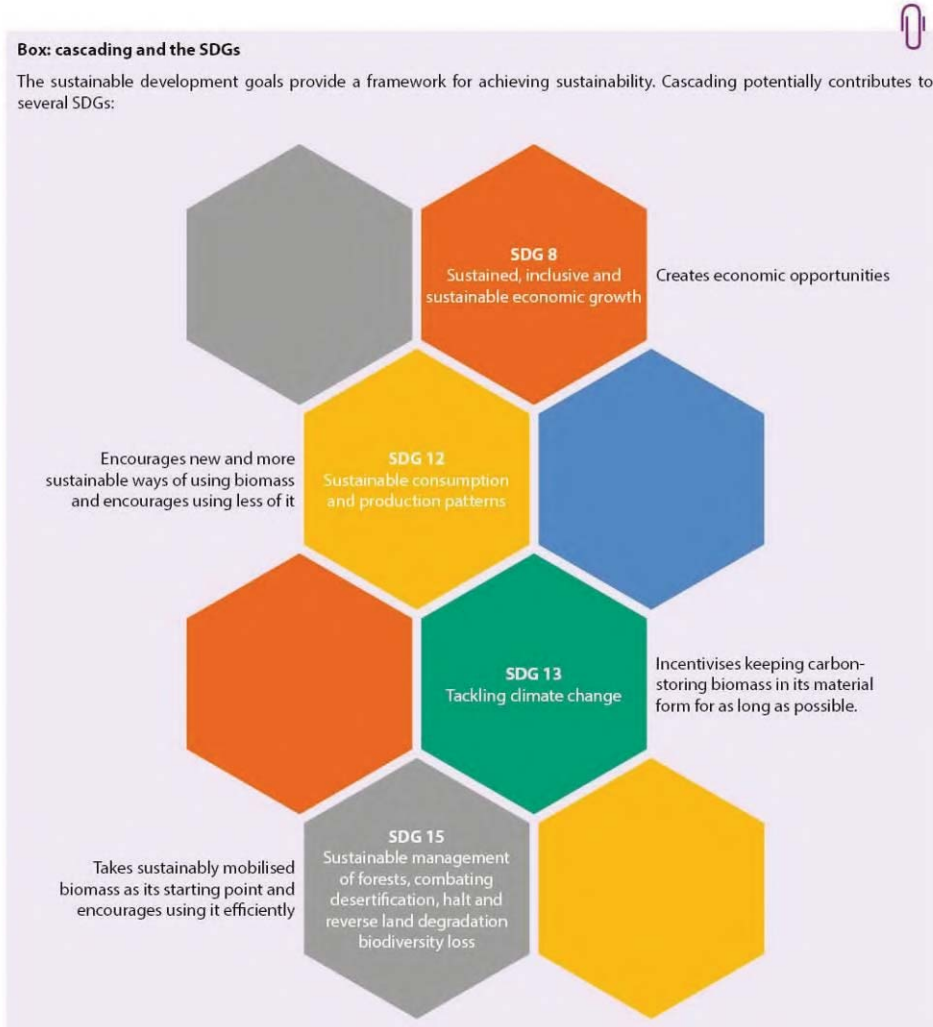 Box: cascading and the SDGs
The sustainable development goals provide a framework for achieving sustainability. Cascading potentially contributes to
several SDGs:
SDG 8
Sustained, inclusive and
sustainable economic growth
Creates economic opportunities
Encourages new and more
sustainable ways of using biomass
and encourages using less of it
SDG 12
Sustainable consumption
and production patterns
SDG 13
Tackling climate change
Incentivises keeping carbon-
storing biomass in its material
form for as long as possible.
Takes sustainably mobilised
biomass as its starting point and
encourages using it efficiently
SDG 15
Sustainable management
of forests, combating
desertification, halt and
reverse land degradation
biodiversity loss